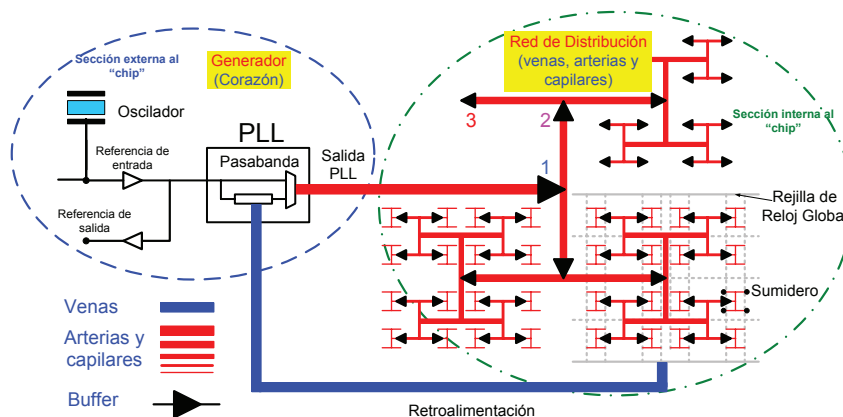 Sección externa al
“chip”
Generador
(Corazón)
Red de Distribución
(venas, arterias y
capilares)
Sección interna al
“chip”
Oscilador
PLL
Pasabanda
Salida
PLL
Referencia de
entrada
Referencia de
salida
3
2
1
Rejilla de
Reloj Global
Sumidero
Venas
Arterias y
capilares
Buffer
Retroalimentación